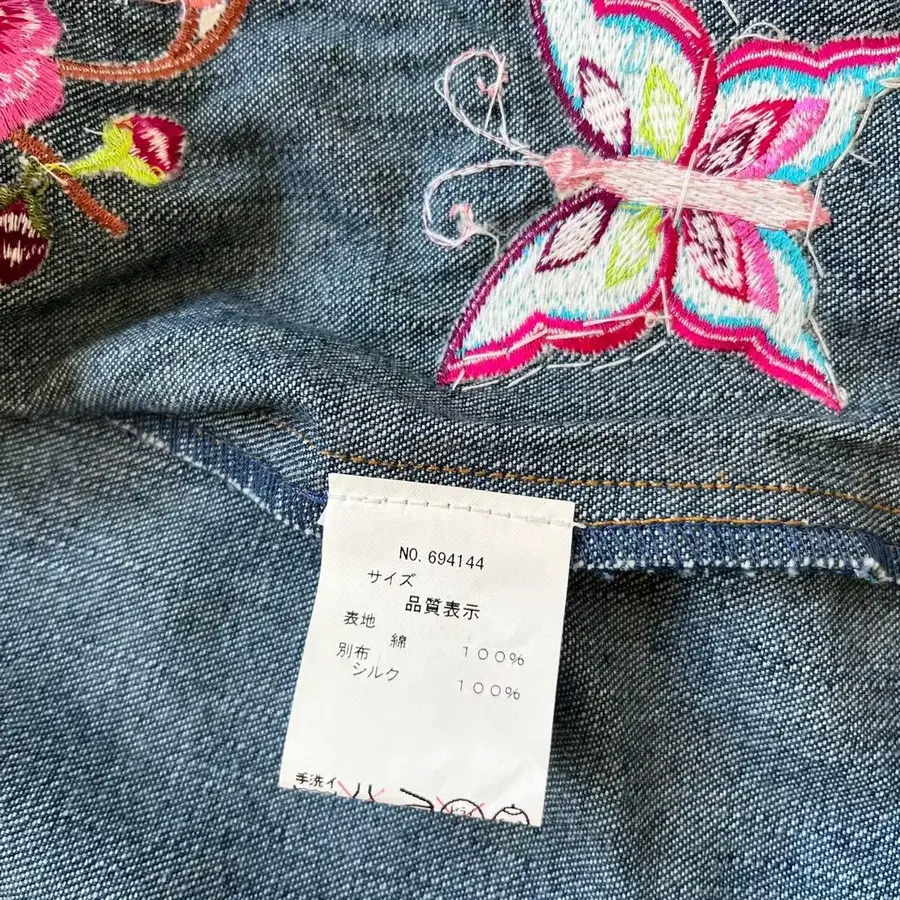 NO. 694144
サイズ
品質表示
表地
綿 100%
別布
シルク 100%
手洗イ